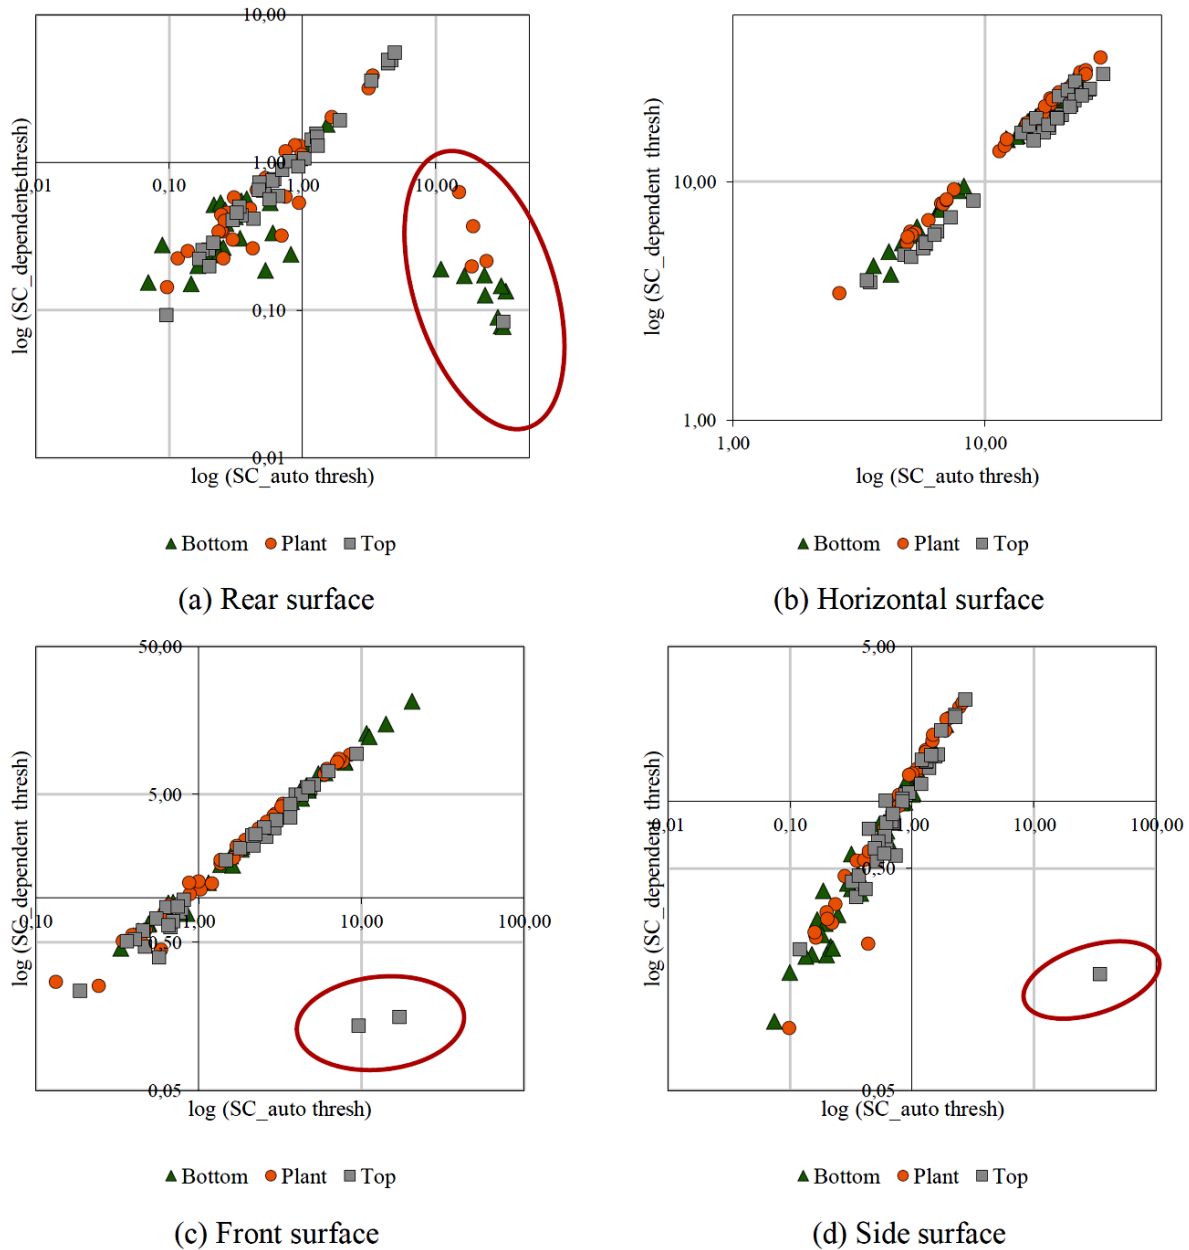 10,00
1,00
0,01
0,10
1,00
10,00
0,10
0,01
log (SC_dependent thresh)
log (SC_auto thresh)
Bottom Plant Top
(a) Rear surface
10,00
1,00
1,00
10,00
log (SC_dependent thresh)
log (SC_auto thresh)
Bottom Plant Top
(b) Horizontal surface
50,00
5,00
0,10
1,00
10,00
100,00
0,50
0,05
log (SC_dependent thresh)
log (SC_auto thresh)
Bottom Plant Top
(c) Front surface
5,00
0,01
0,10
1,00
10,00
100,00
0,50
0,05
log (SC_dependent thresh)
log (SC_auto thresh)
Bottom Plant Top
(d) Side surface